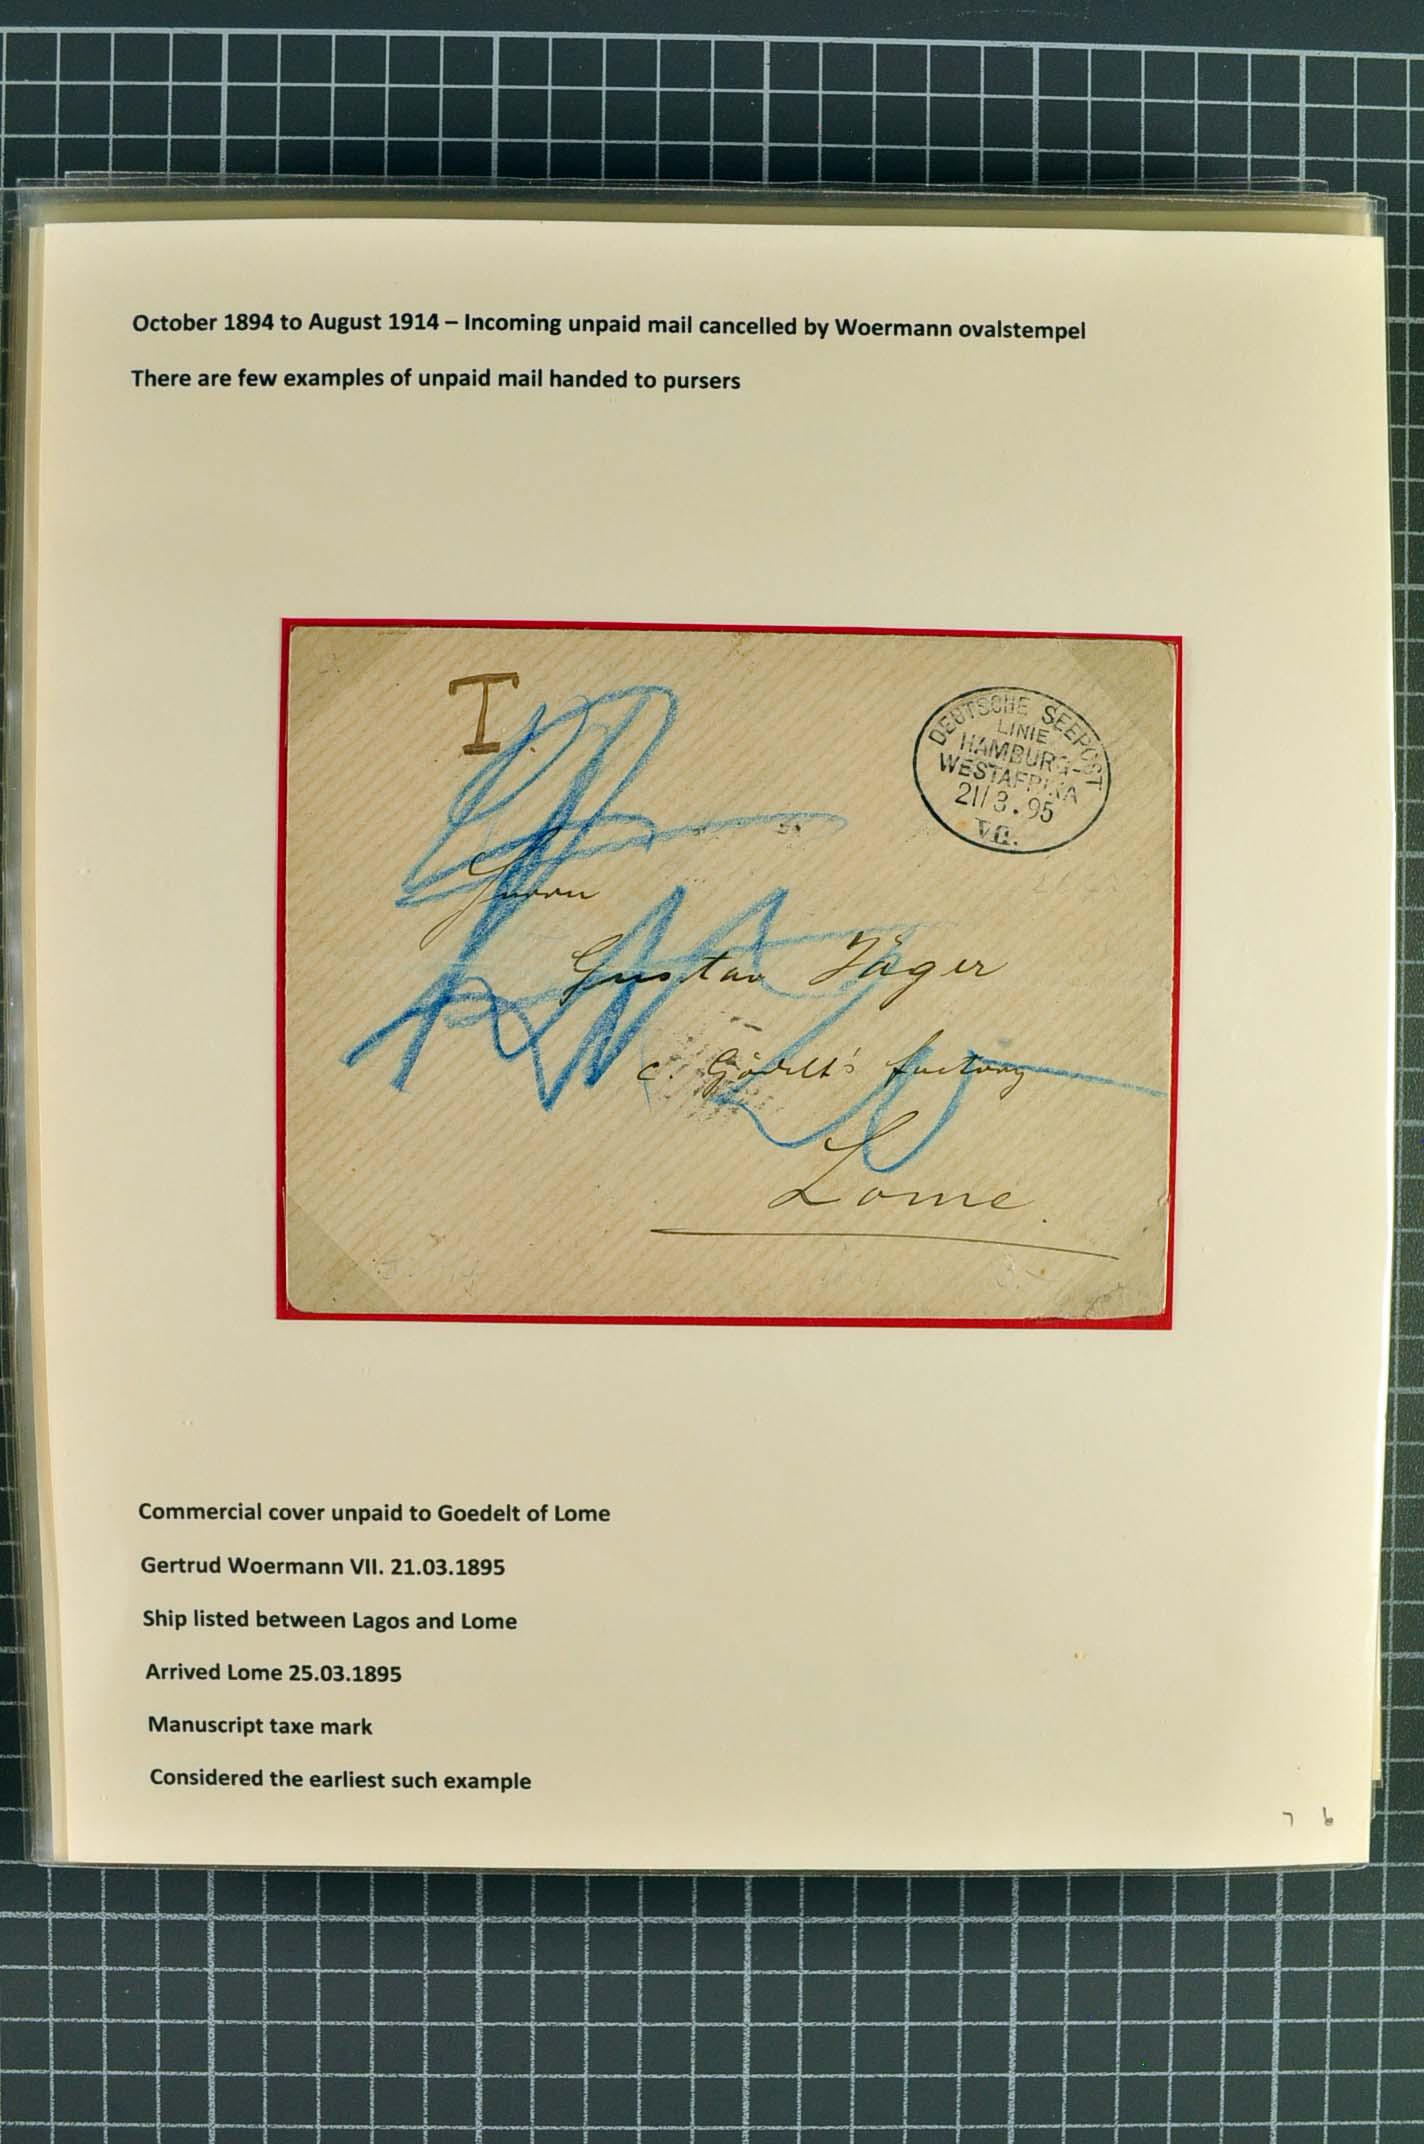 October 1894 to August 1914 – Incoming unpaid mail cancelled by Woermann ovalstempel
There are few examples of unpaid mail handed to pursers
T
DEUTSCHE SEEPOST
LINIE
HAMBURG-
WESTAFRIKA
21/3.95
VII.
Herrn
Gustav Jäger
c. Gödelt's factory
Lome.
Commercial cover unpaid to Goedelt of Lome
Gertrud Woermann VII. 21.03.1895
Ship listed between Lagos and Lome
Arrived Lome 25.03.1895
Manuscript taxe mark
Considered the earliest such example